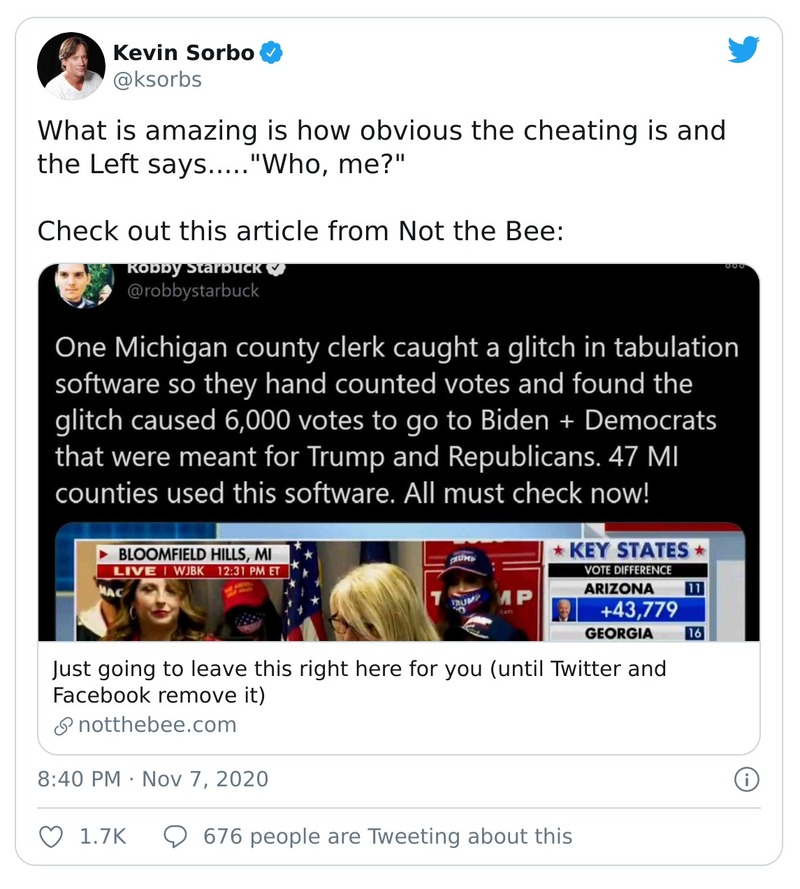 Kevin Sorbo
@ksorbs
What is amazing is how obvious the cheating is and
the Left says....."Who, me?"
Check out this article from Not the Bee:
Robby Starbuck
@robbystarbuck
One Michigan county clerk caught a glitch in tabulation
software so they hand counted votes and found the
glitch caused 6,000 votes to go to Biden + Democrats
that were meant for Trump and Republicans. 47 MI
counties used this software. All must check now!
BLOOMFIELD HILLS, MI
LIVE | WJBK 12:31 PM ET
MAG
TRUMP
TRUMP
T MP
KEY STATES
VOTE DIFFERENCE
ARIZONA 11
+43,779
GEORGIA 16
Just going to leave this right here for you (until Twitter and
Facebook remove it)
notthebee.com
8:40 PM · Nov 7, 2020
1.7K 676 people are Tweeting about this